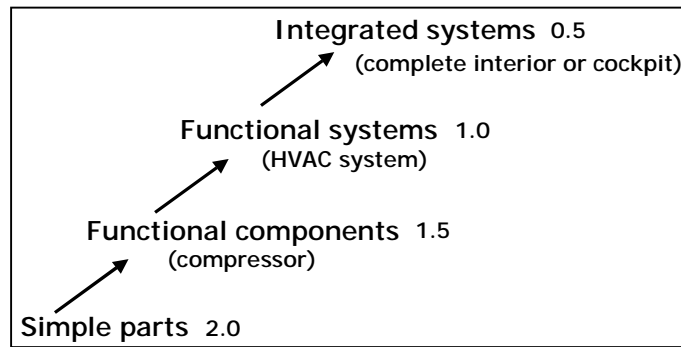 Integrated systems 0.5
(complete interior or cockpit)
Functional systems 1.0
(HVAC system)
Functional components 1.5
(compressor)
Simple parts 2.0